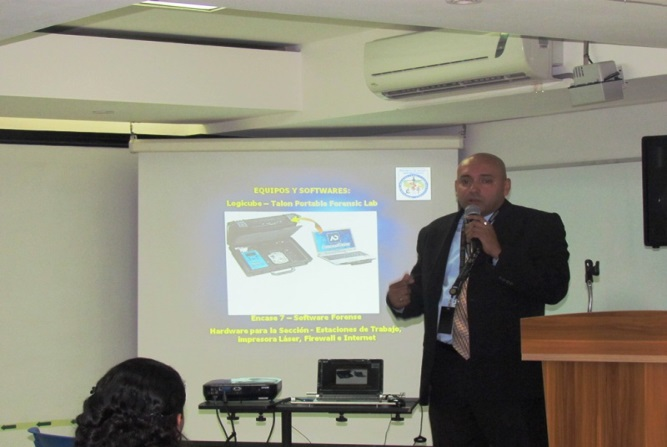 EQUIPOS Y SOFTWARES:
Logicube – Talon Portable Forensic Lab
Encase 7 – Software Forense
Hardware para la Sección - Estaciones de Trabajo,
impresora Láser, Firewell e Internet